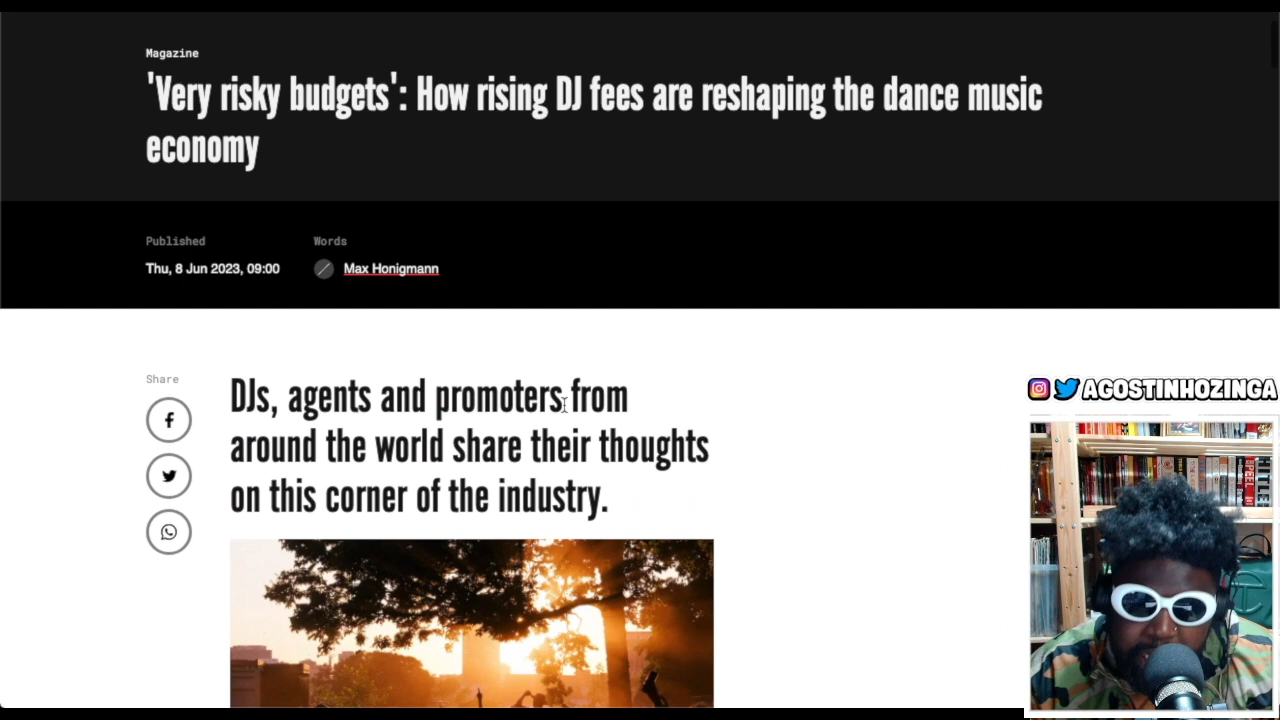 Magazine
'Very risky budgets': How rising DJ fees are reshaping the dance music
economy
Published
Words
Thu, 8 Jun 2023, 09:00
Max Honigmann
Share
DJs, agents and promoters from
around the world share their thoughts
on this corner of the industry.
AGOSTINHOZINGA